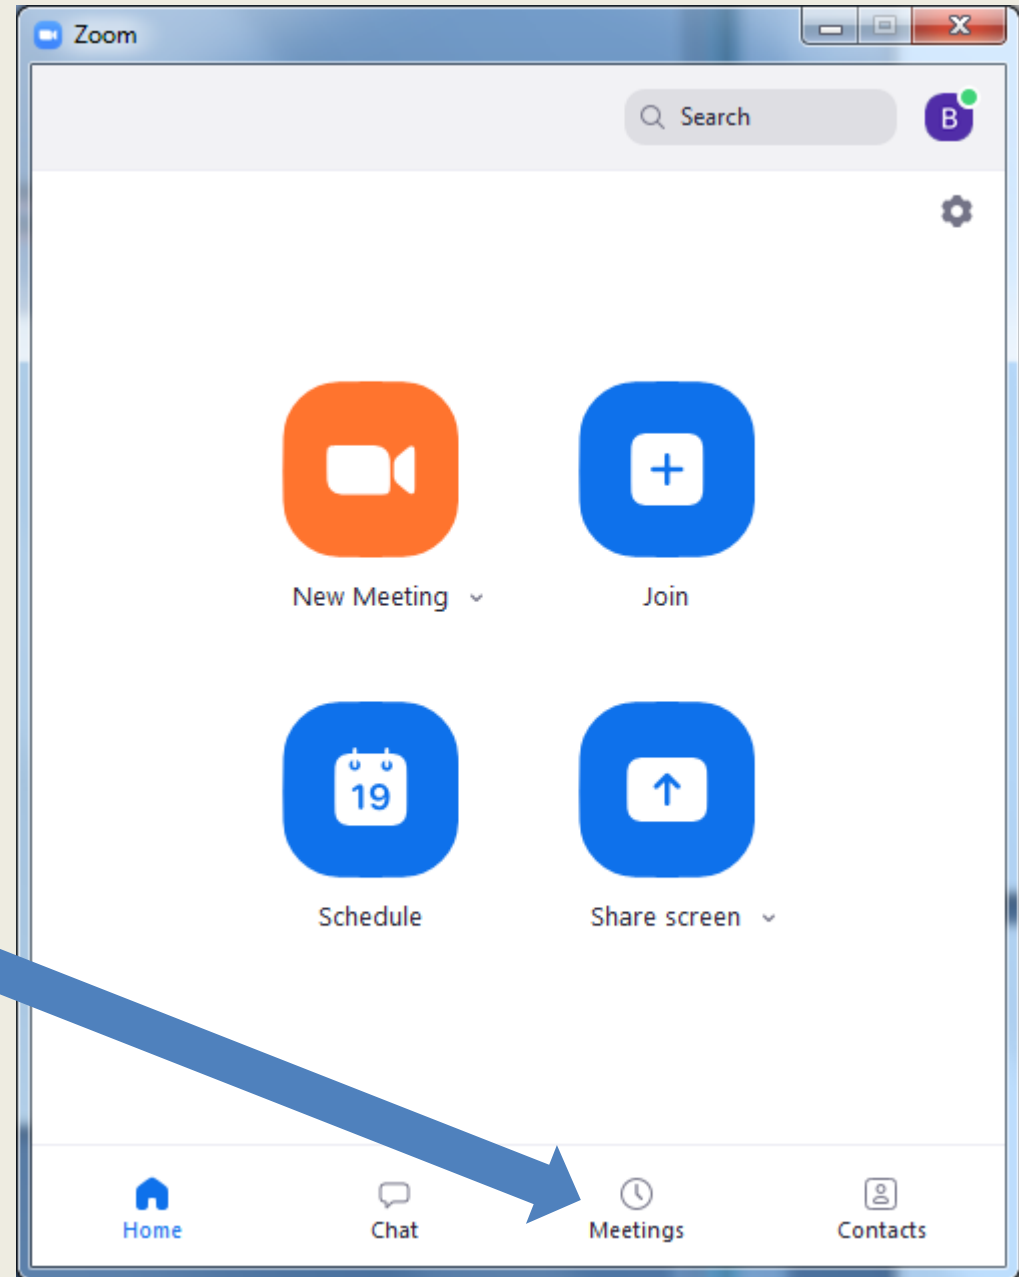 Zoom
Search
B
New Meeting
Join
19
Schedule
Share screen
Home
Chat
Meetings
Contacts